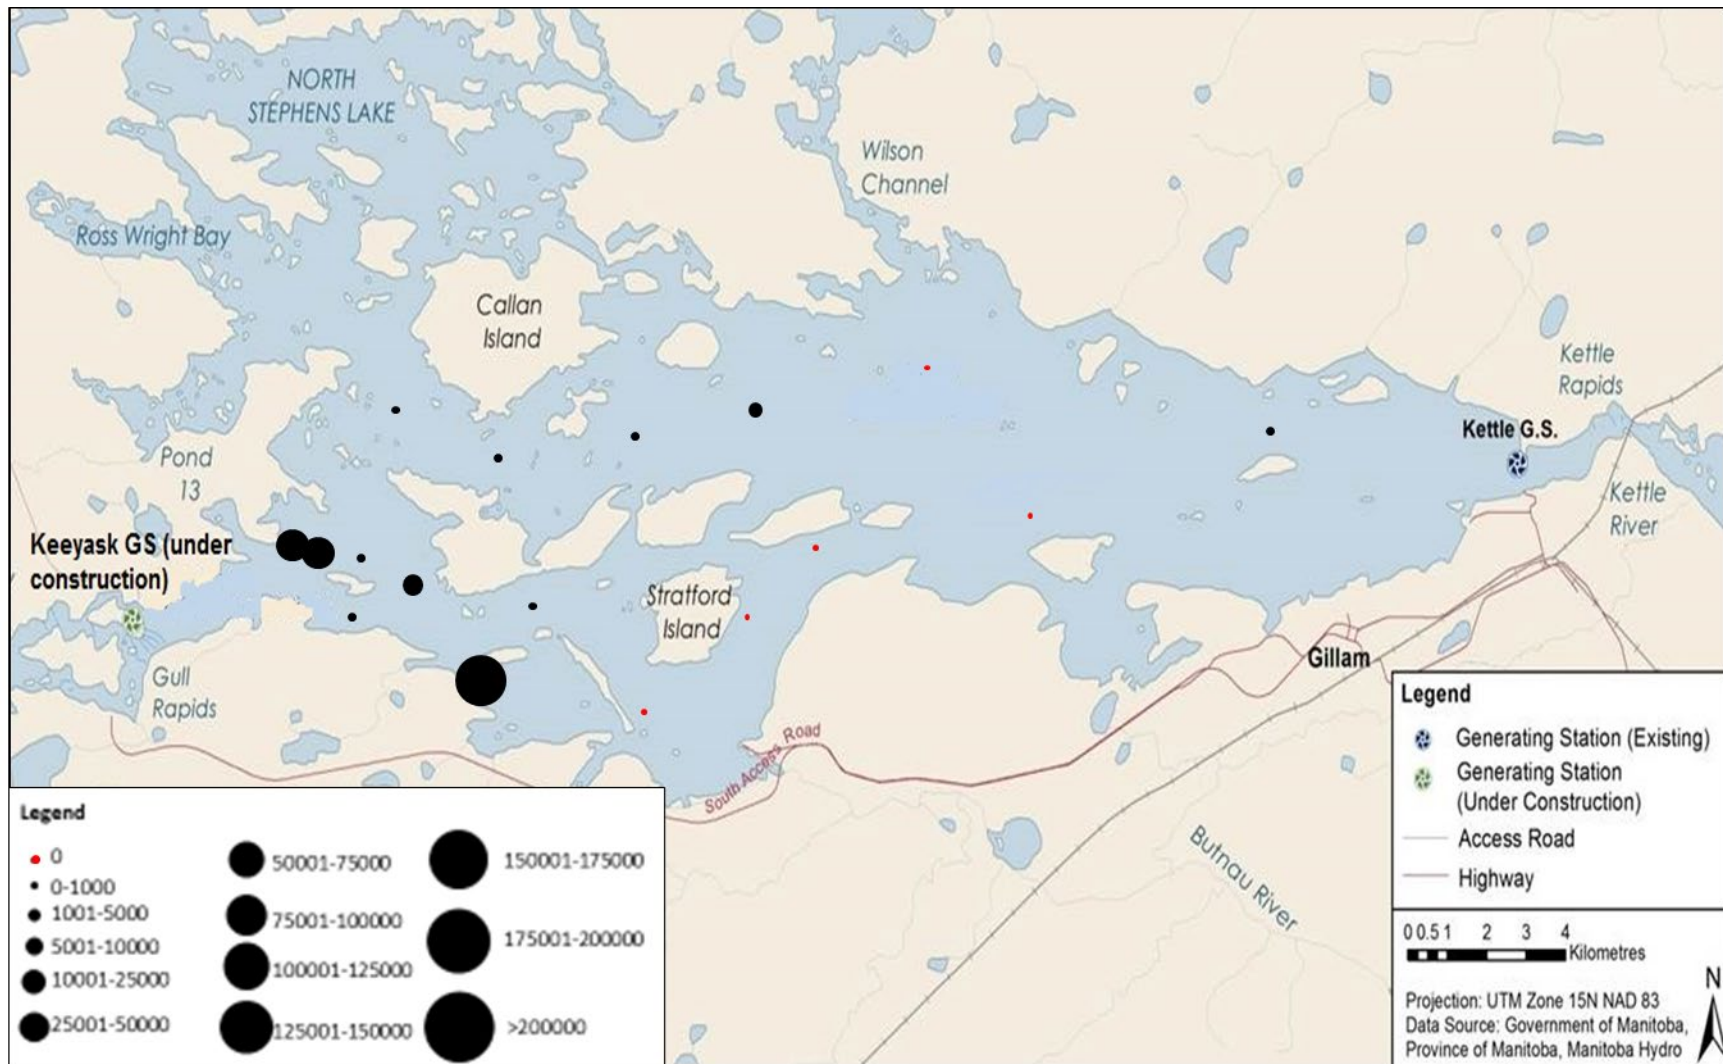 NORTH
STEPHENS LAKE
Wilson
Channel
Ross Wright Bay
Callan
Island
Kettle
Rapids
Kettle G.S.
Pond
13
Kettle
River
Keeyask GS (under
construction)
Stratford
Island
Gillam
Gull
Rapids
South Access Road
Butnau River
Legend
0
0-1000
1001-5000
5001-10000
10001-25000
25001-50000
50001-75000
75001-100000
100001-125000
125001-150000
150001-175000
175001-200000
>200000
Legend
Generating Station (Existing)
Generating Station
(Under Construction)
Access Road
Highway
0 0.5 1 2 3 4
Kilometres
N
Projection: UTM Zone 15N NAD 83
Data Source: Government of Manitoba,
Province of Manitoba, Manitoba Hydro